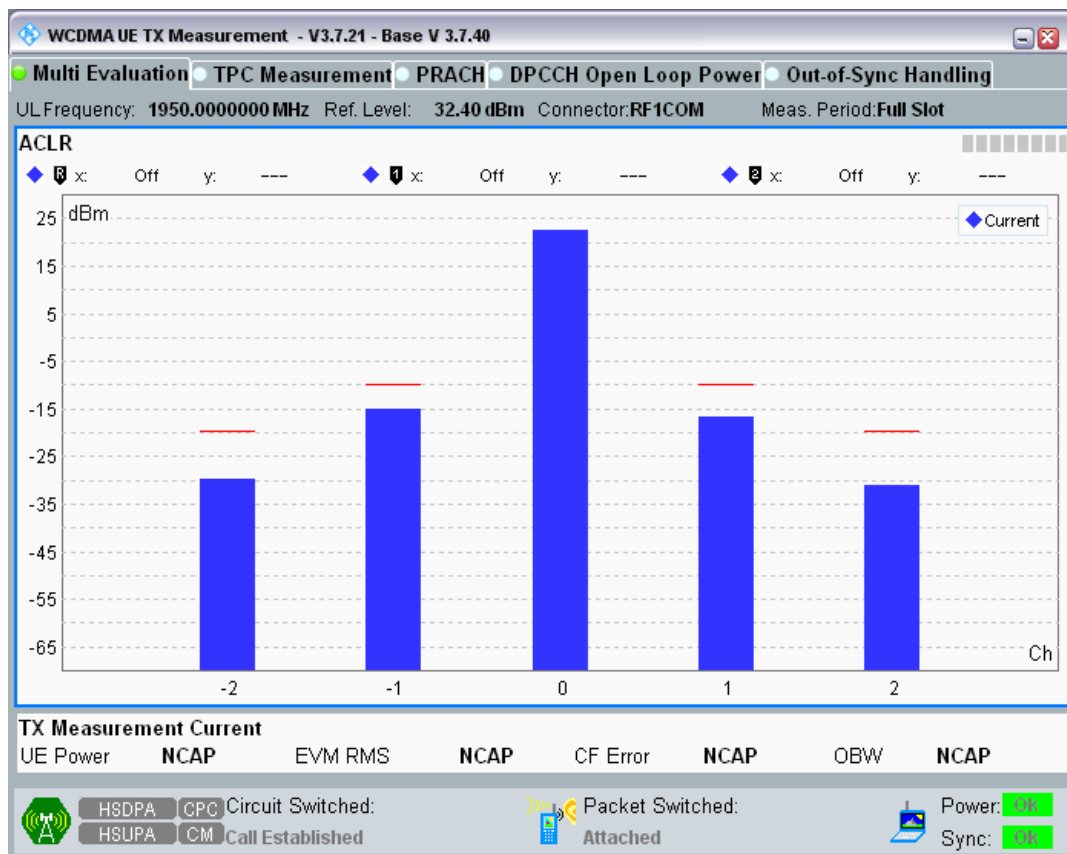 WCDMA UE TX Measurement - V3.7.21 - Base V 3.7.40
Multi Evaluation TPC Measurement PRACH DPCCH Open Loop Power Out-of-Sync Handling
UL Frequency: 1950.0000000 MHz Ref. Level: 32.40 dBm Connector:RF1COM Meas. Period:Full Slot
ACLR
R x: Off y: --- 1 x: Off y: --- 2 x: Off y: ---
dBm
Current
25
15
5
-5
-15
-25
-35
-45
-55
-65
Ch
-2 -1 0 1 2
TX Measurement Current
UE Power NCAP EVM RMS NCAP CF Error NCAP OBW NCAP
HSDPA CPC Circuit Switched: Packet Switched: Power: Ok
HSUPA CM Call Established Attached Sync: Ok